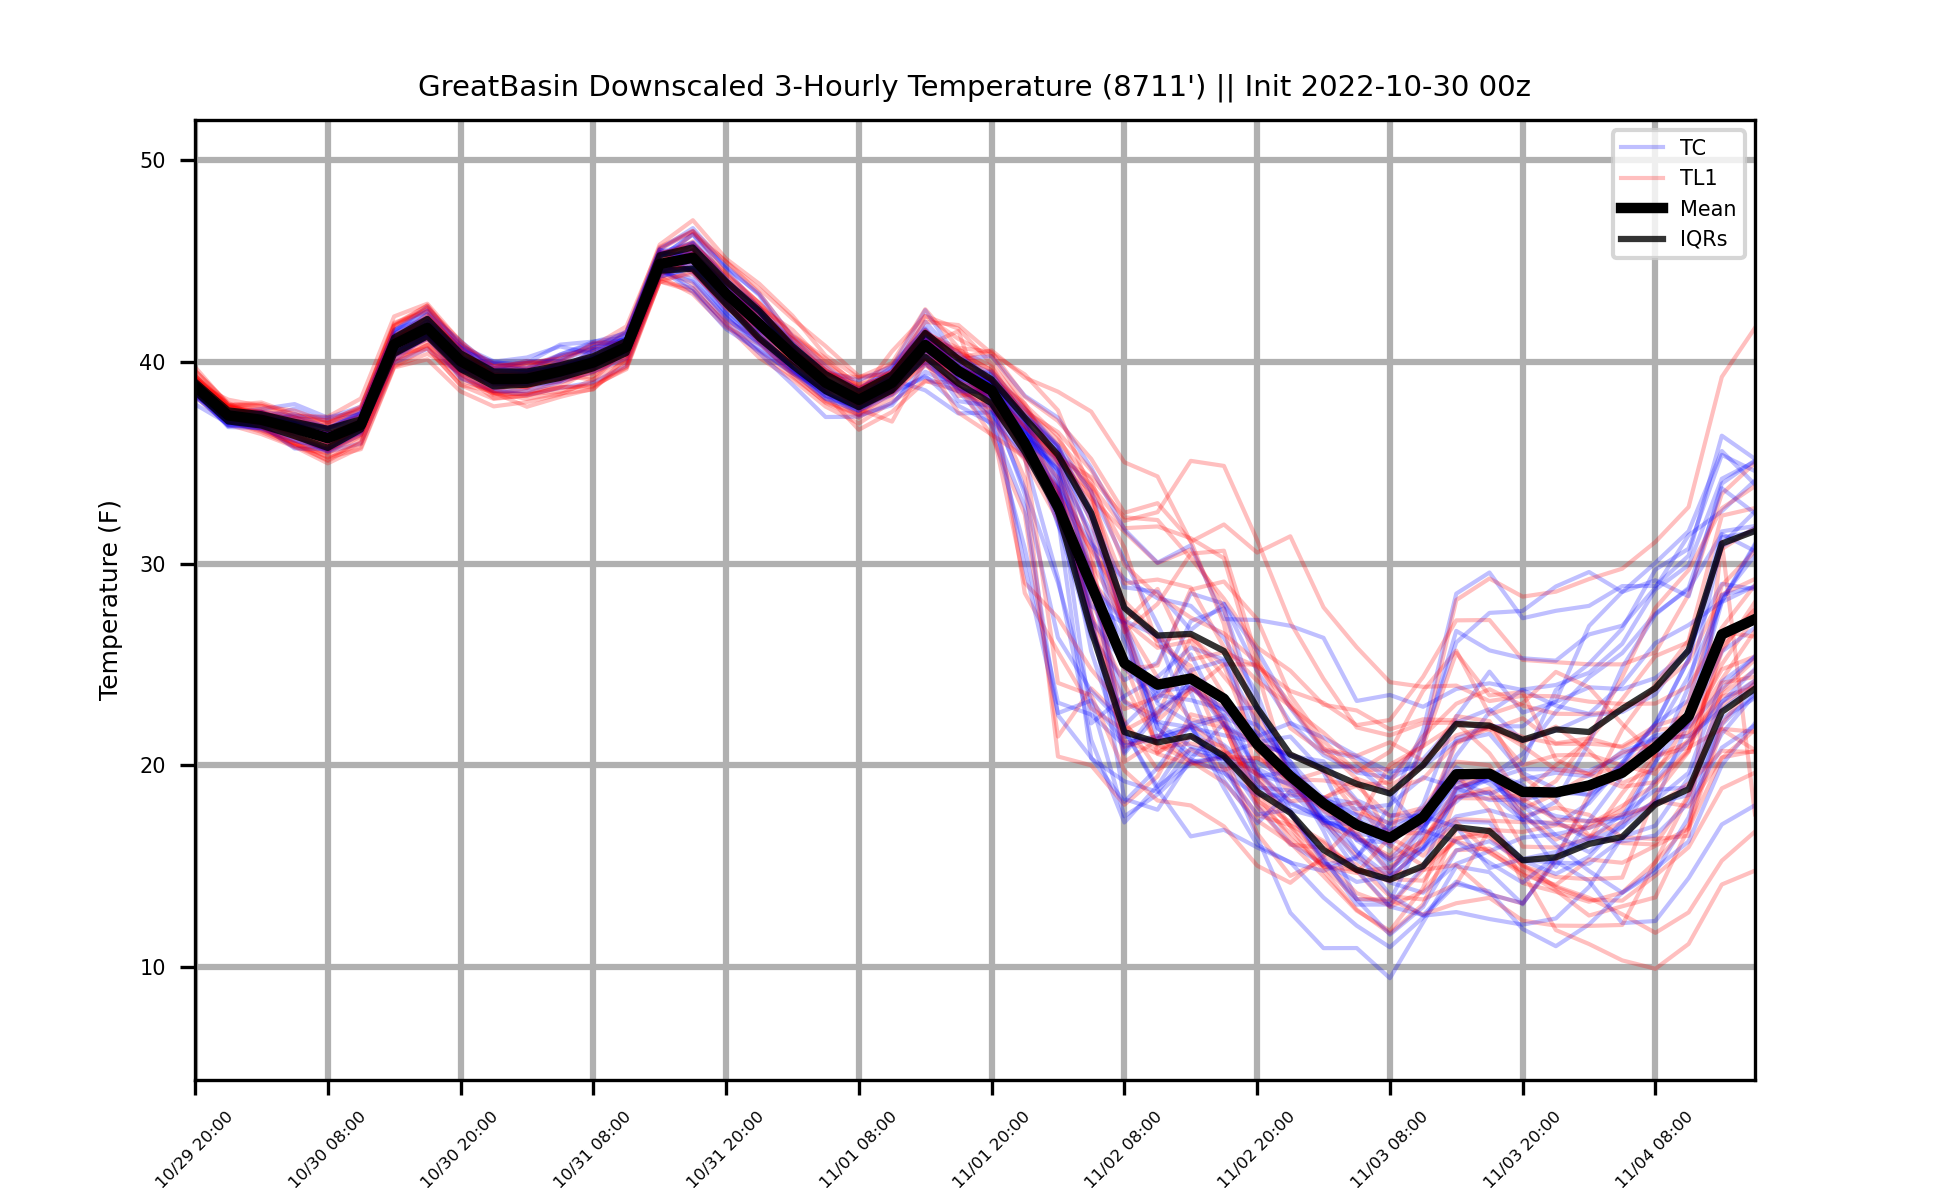 GreatBasin Downscaled 3-Hourly Temperature (8711') || Init 2022-10-30 00z
TC
TL1
Mean
IQRs
Temperature (F)
50
40
30
20
10
10/29 20:00
10/30 08:00
10/30 20:00
10/31 08:00
10/31 20:00
11/01 08:00
11/01 20:00
11/02 08:00
11/02 20:00
11/03 08:00
11/03 20:00
11/04 08:00